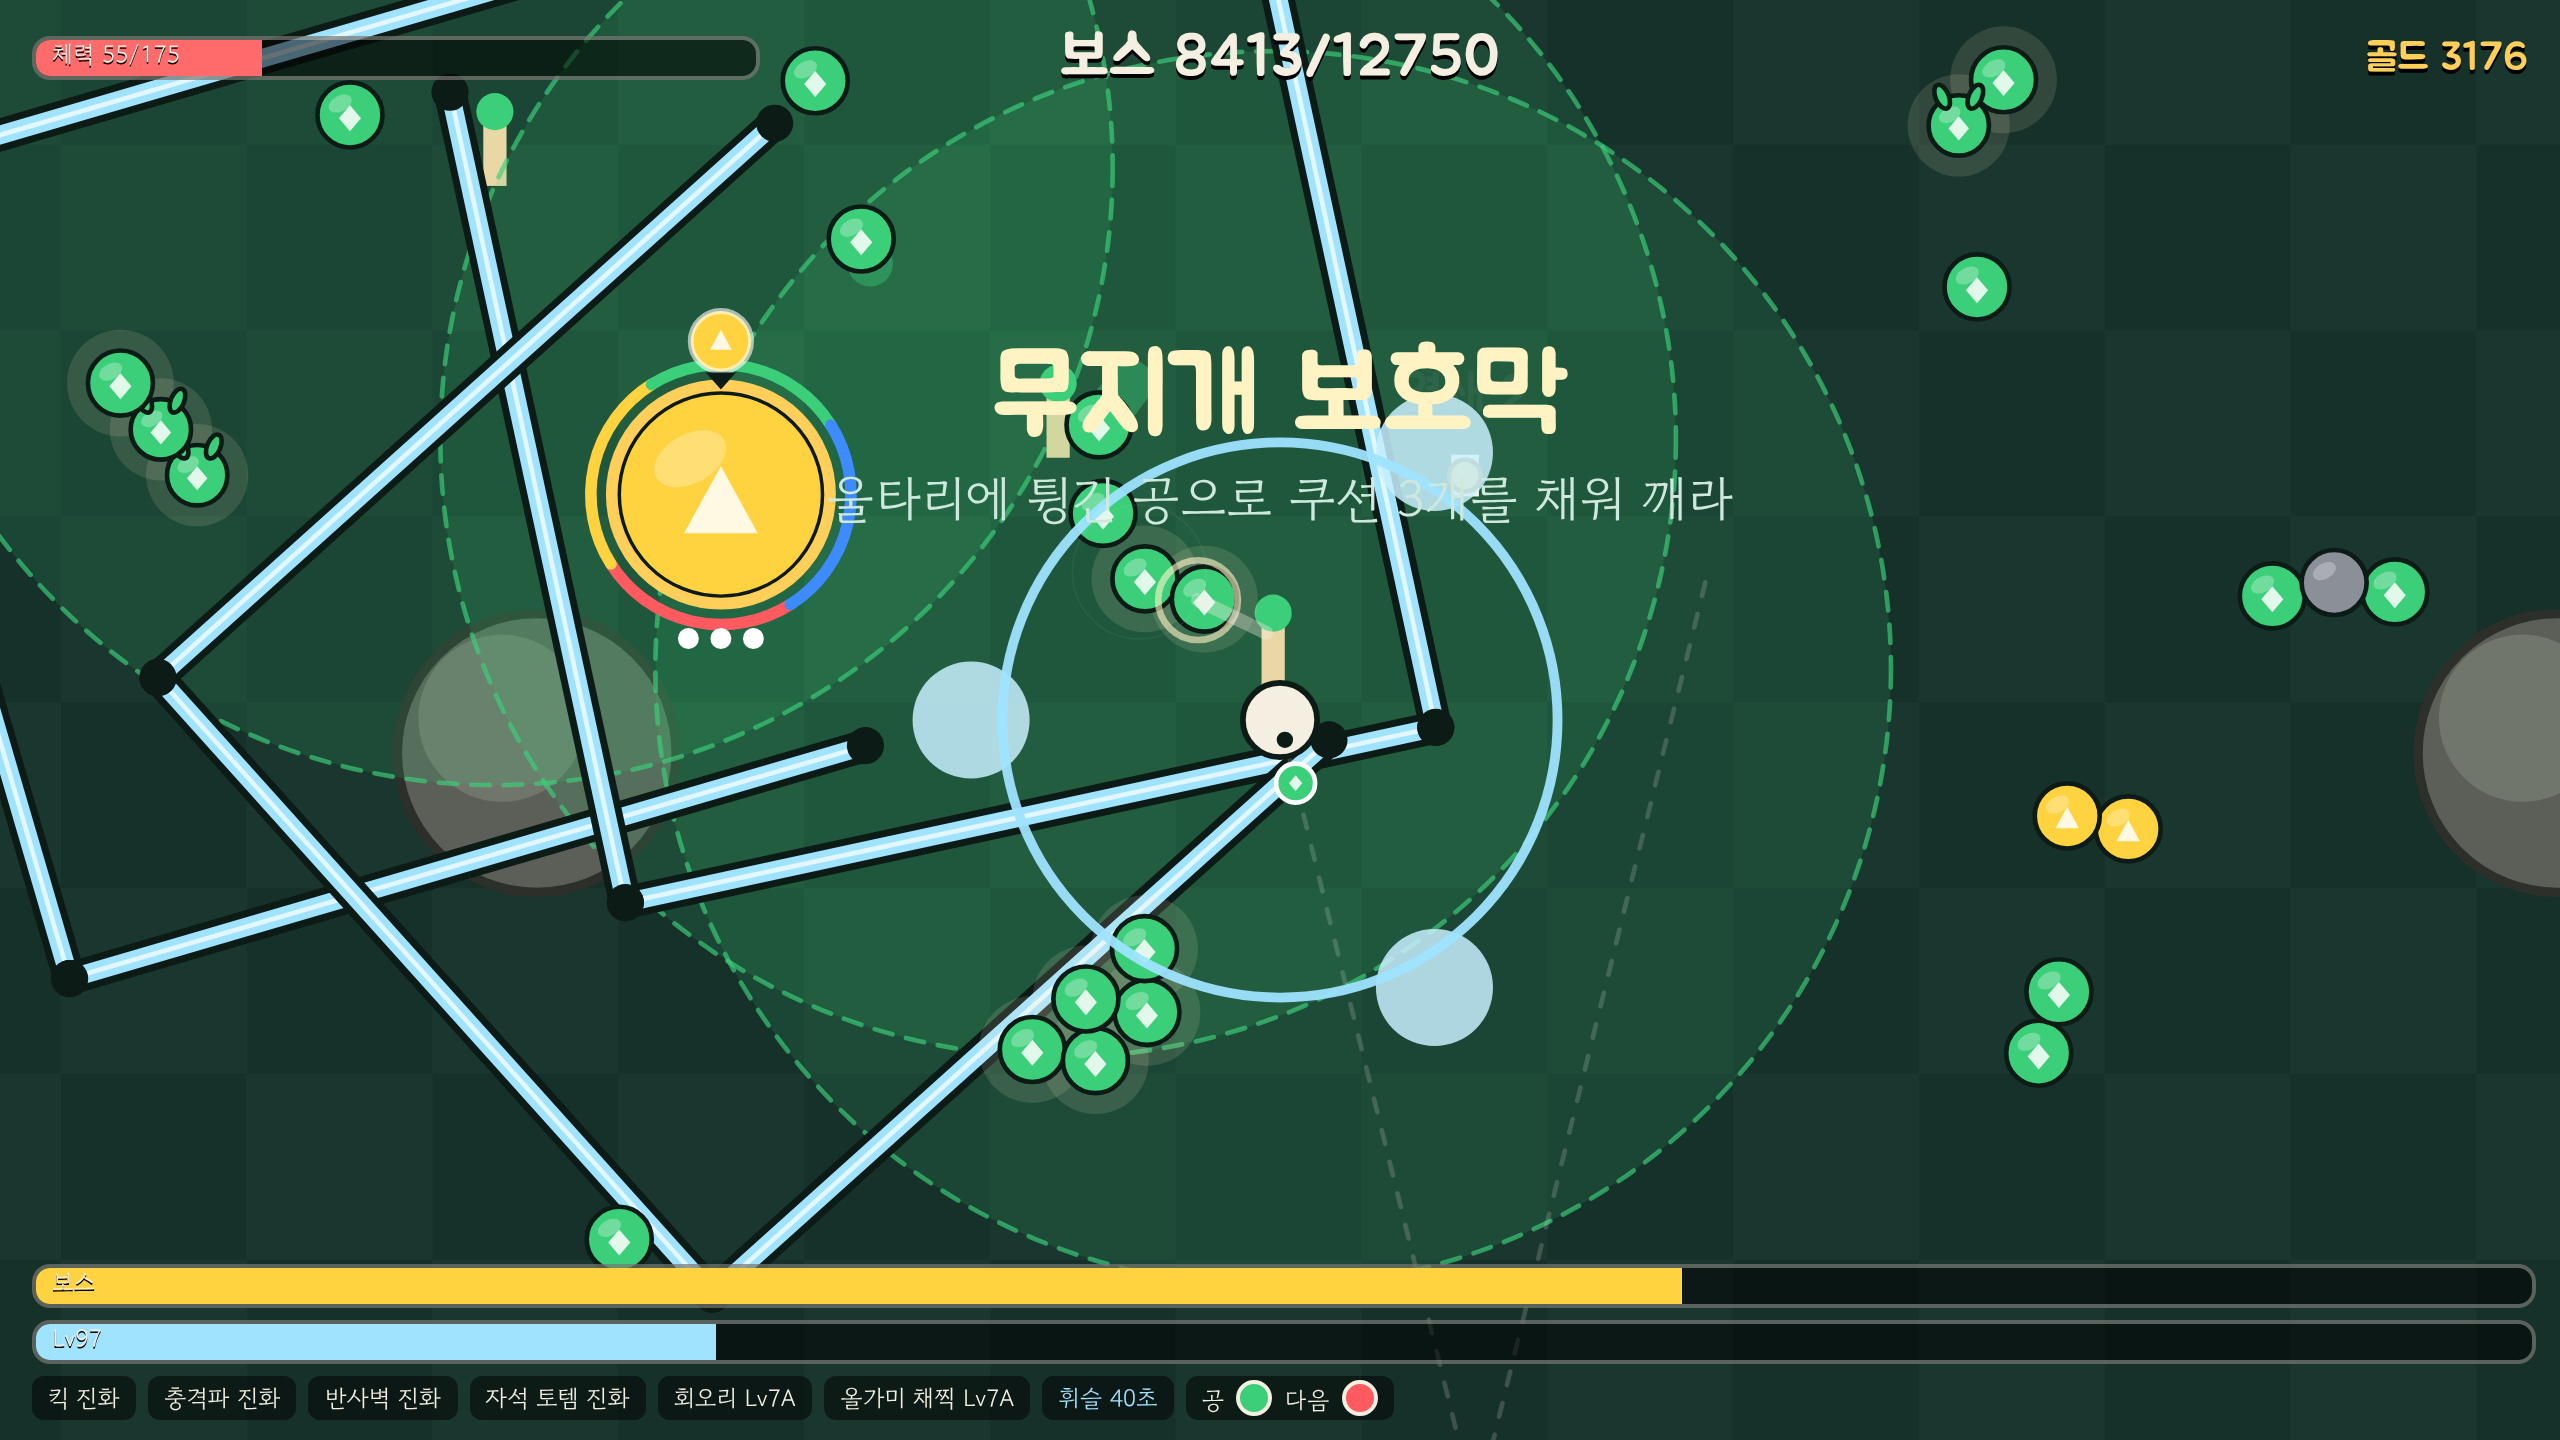 체력 55/175
보스 8413/12750
골드 3176
뮤지개 보호막
울타리에 튕긴 공으로 쿠션 3개를 채워 깨라
보스
Lv97
킥 진화
충격파 진화
반사벽 진화
자석 토템 진화
회오리 Lv7A
올가미 채찍 Lv7A
휘슬 40초
공
다음